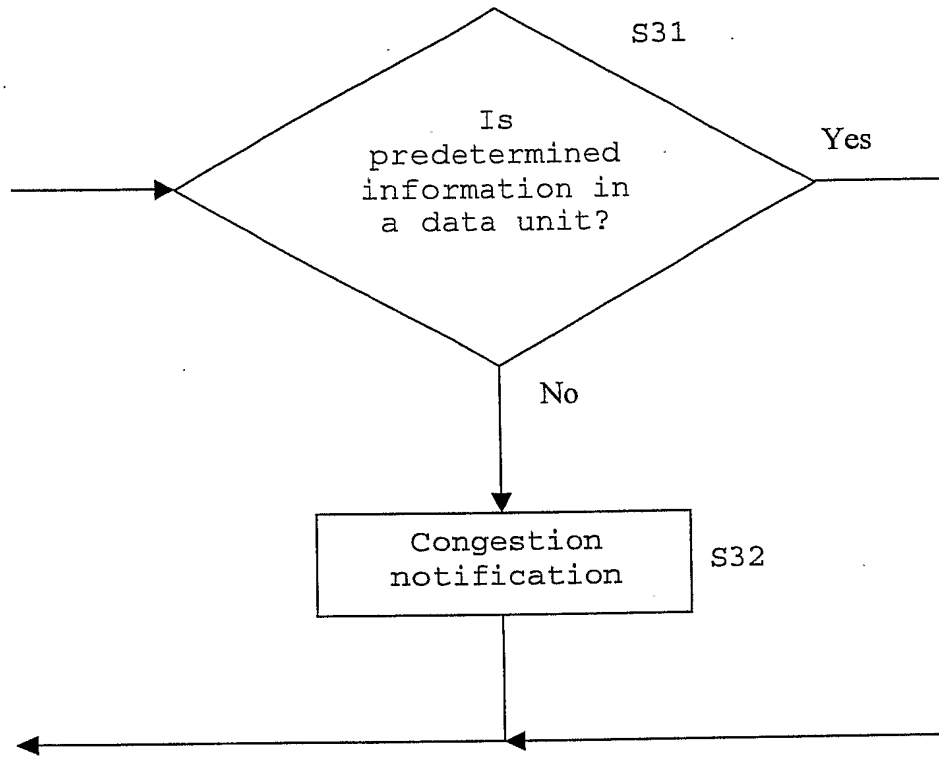 S31
Is
predetermined
information in
a data unit?
Yes
No
Congestion
notification
S32